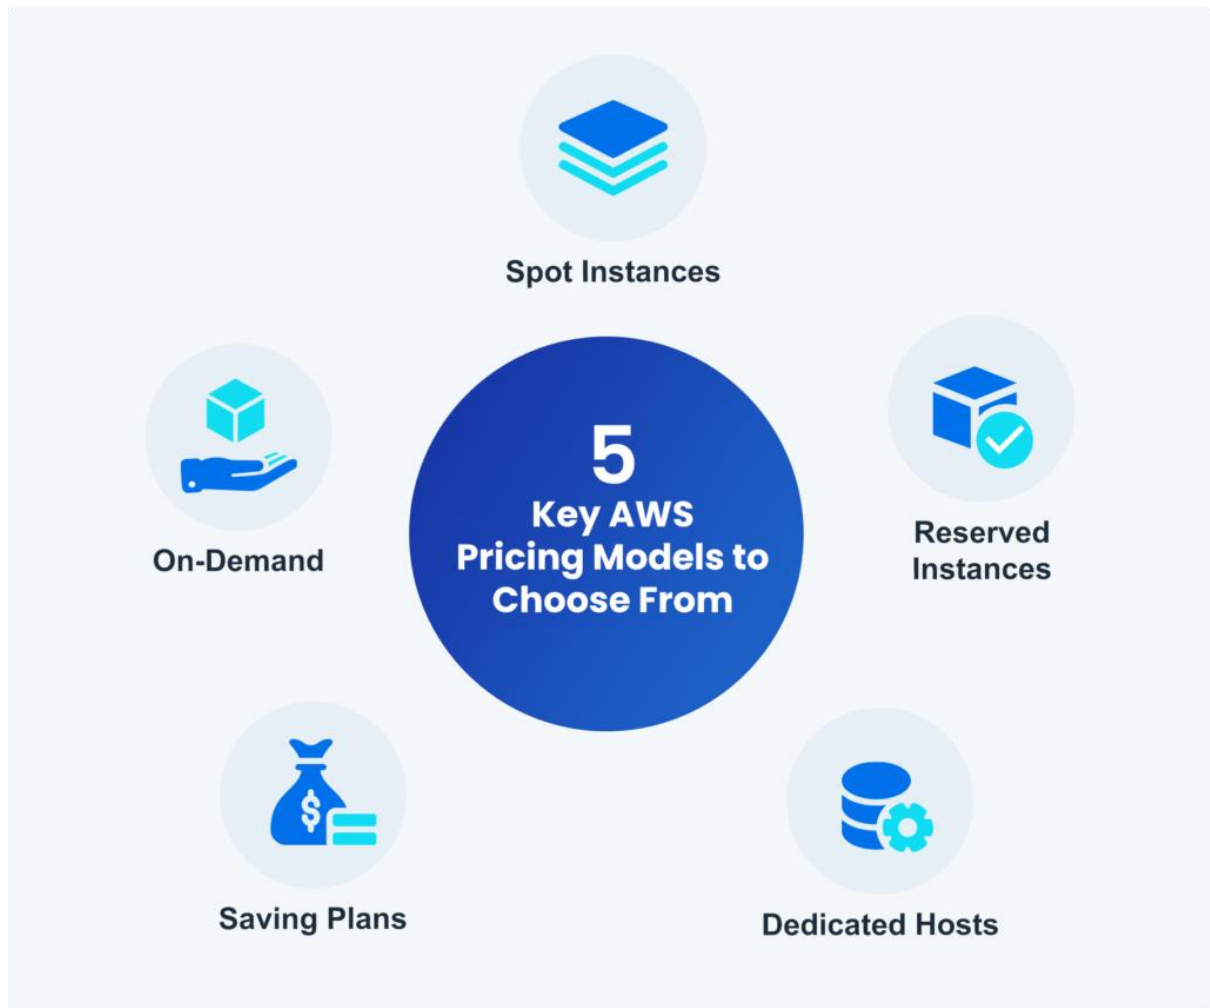 Spot Instances
5
Key AWS
Pricing Models to
Choose From
Reserved
Instances
On-Demand
Saving Plans
Dedicated Hosts